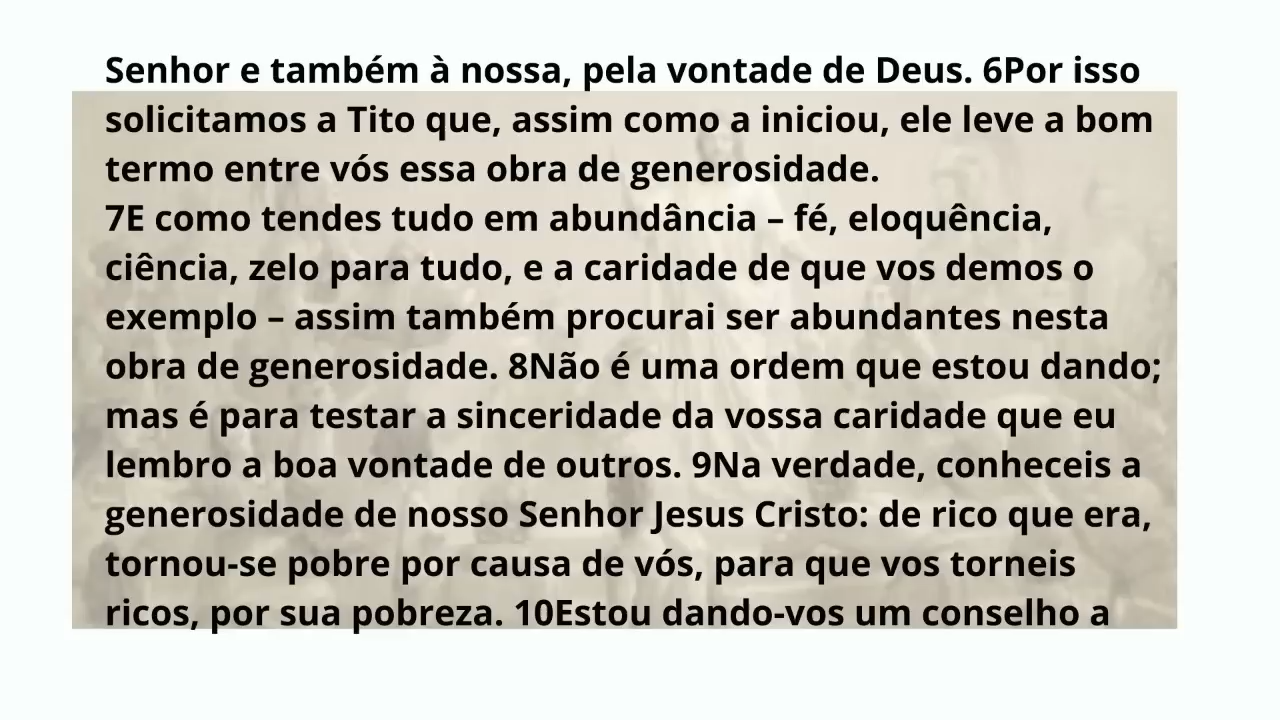 Senhor e também à nossa, pela vontade de Deus. 6Por isso
solicitamos a Tito que, assim como a iniciou, ele leve a bom
termo entre vós essa obra de generosidade.
7E como tendes tudo em abundância – fé, eloquência,
ciência, zelo para tudo, e a caridade de que vos demos o
exemplo – assim também procurai ser abundantes nesta
obra de generosidade. 8Não é uma ordem que estou dando;
mas é para testar a sinceridade da vossa caridade que eu
lembro a boa vontade de outros. 9Na verdade, conheceis a
generosidade de nosso Senhor Jesus Cristo: de rico que era,
tornou-se pobre por causa de vós, para que vos torneis
ricos, por sua pobreza. 10Estou dando-vos um conselho a